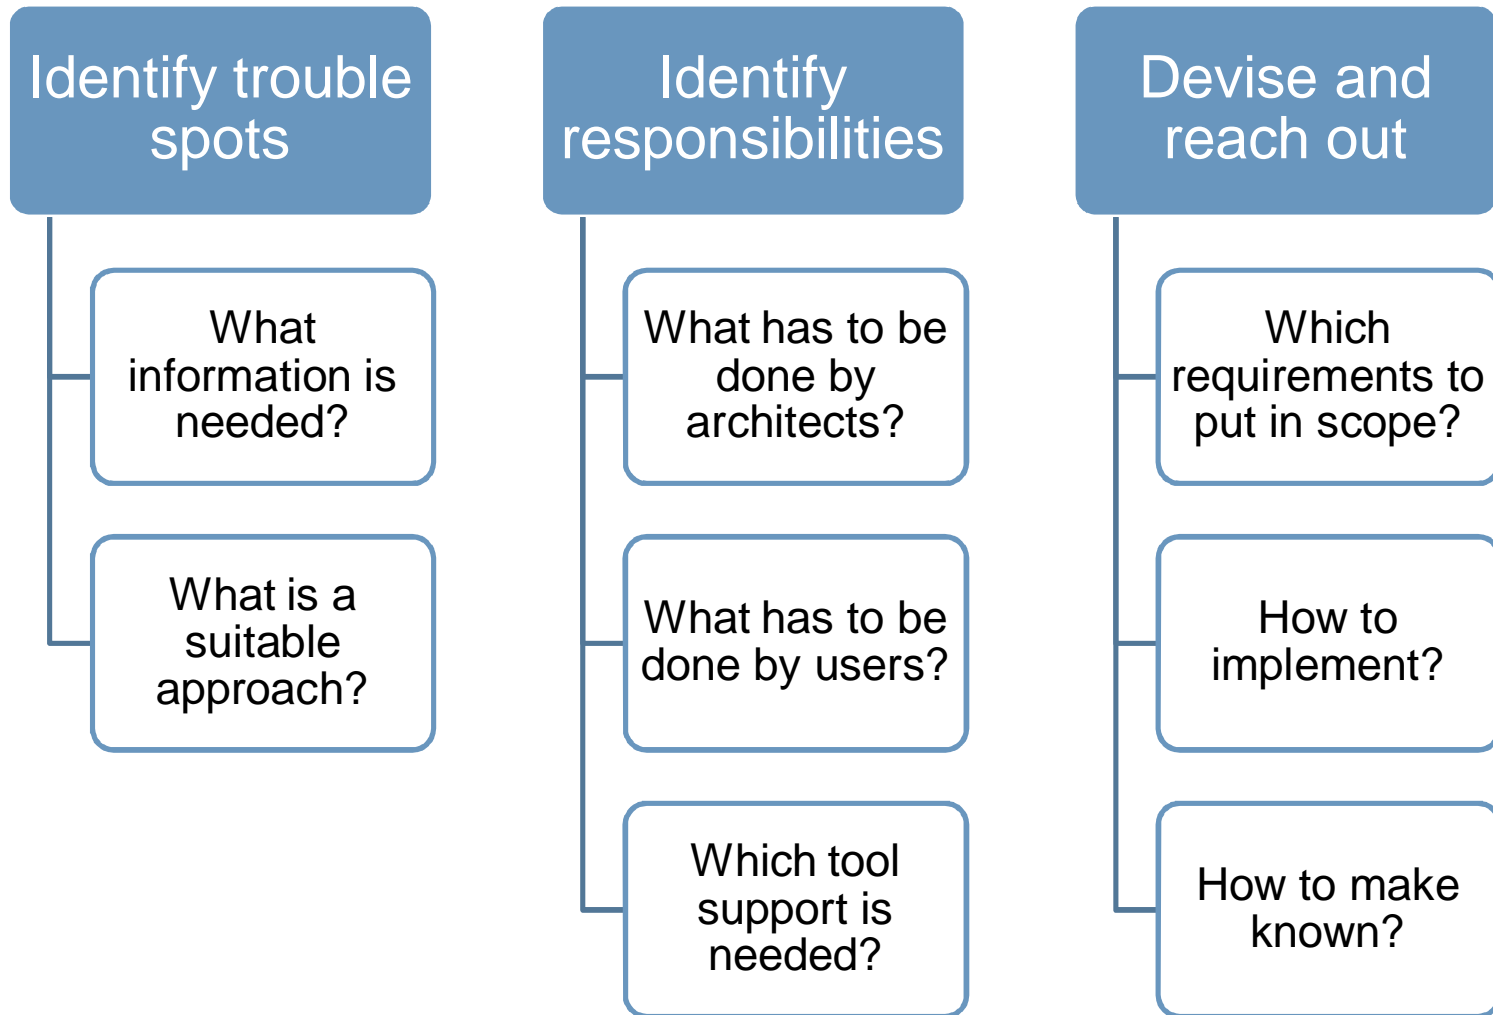 Identify trouble
spots
What
information is
needed?
What is a
suitable
approach?
Identify
responsibilities
What has to be
done by
architects?
What has to be
done by users?
Which tool
support is
needed?
Devise and
reach out
Which
requirements to
put in scope?
How to
implement?
How to make
known?